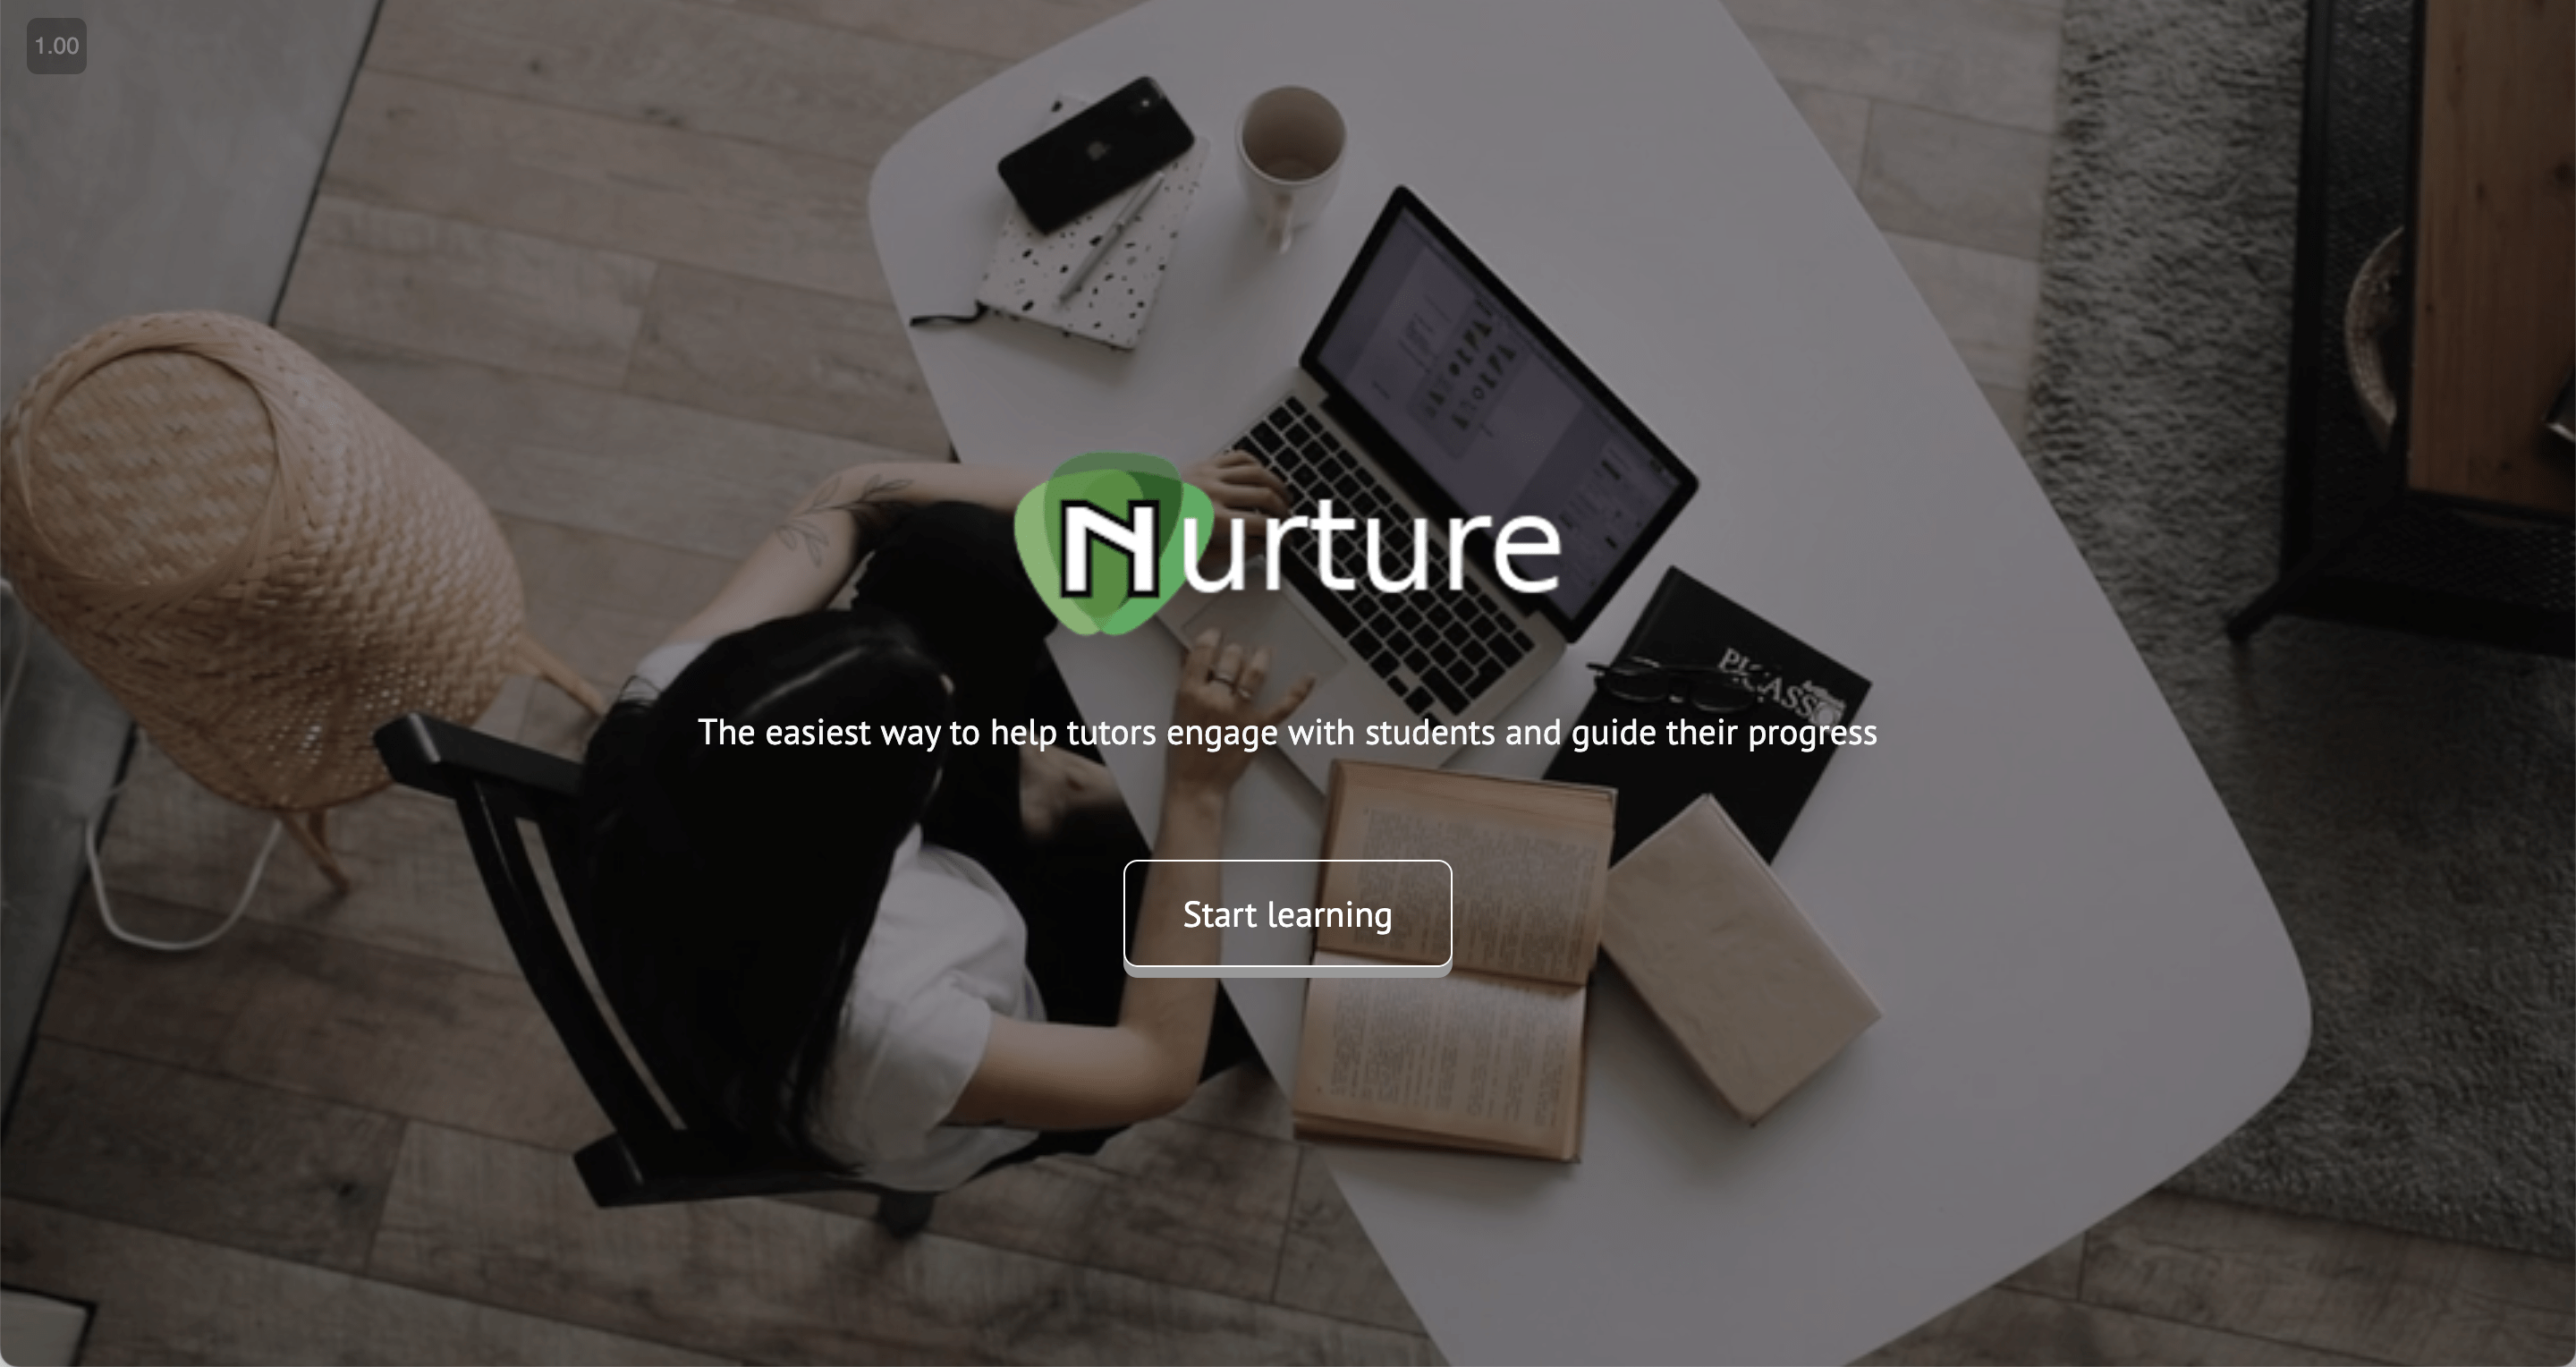 1.00
Nurture
PICASSO
The easiest way to help tutors engage with students and guide their progress
Start learning